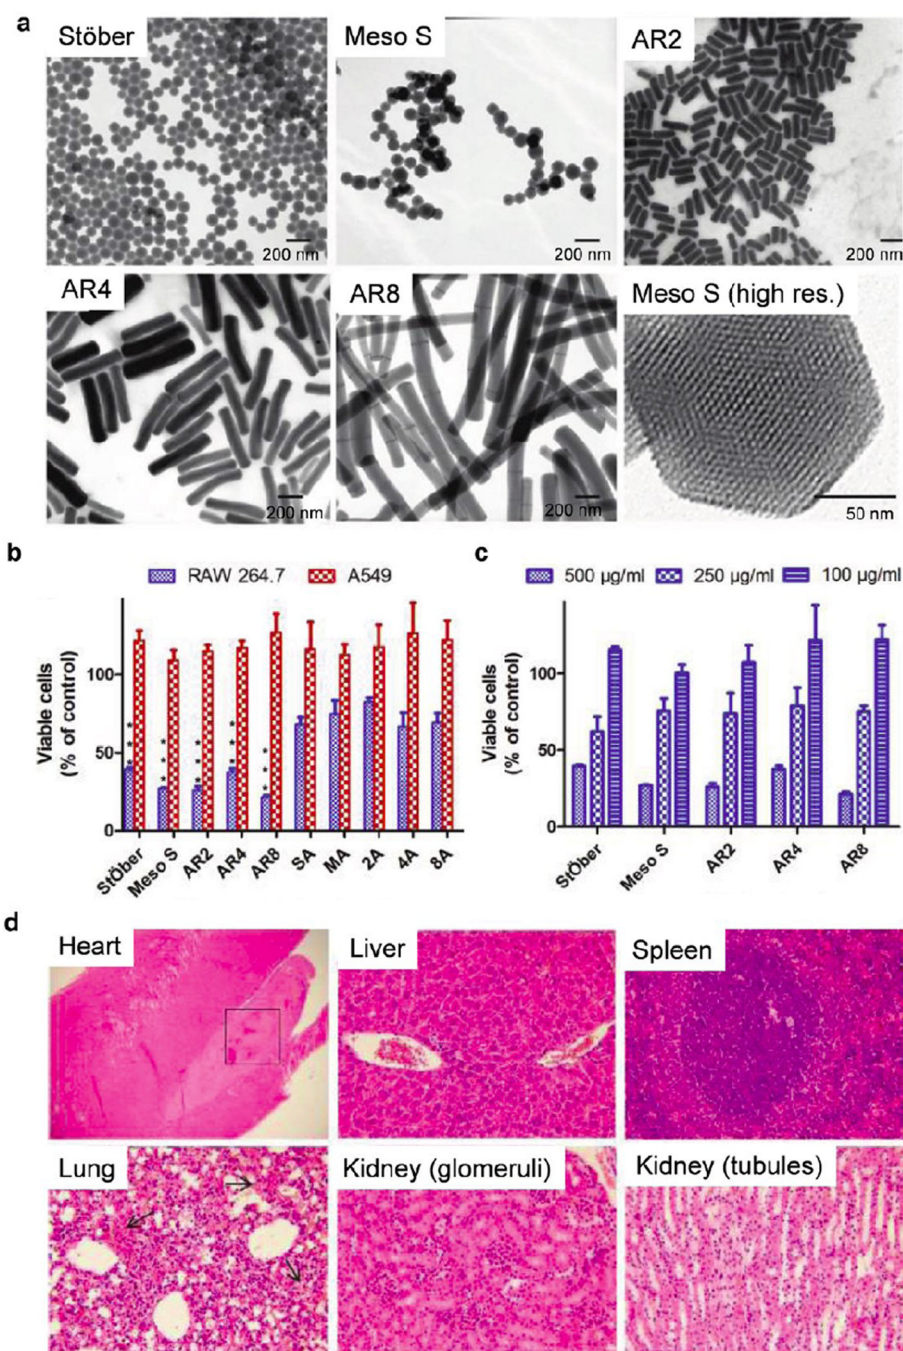 a
Stöber
Meso S
AR2
200 nm
200 nm
200 nm
AR4
AR8
Meso S (high res.)
200 nm
200 nm
50 nm
b
RAW 264.7
A549
Viable cells
(% of control)
100
50
0
* * *
* * *
* * *
* * *
* * *
StÖber
Meso S
AR2
AR4
AR8
SA
MA
2A
4A
8A
c
500 µg/ml
250 µg/ml
100 µg/ml
Viable cells
(% of control)
100
50
0
StÖber
Meso S
AR2
AR4
AR8
d
Heart
Liver
Spleen
Lung
Kidney (glomeruli)
Kidney (tubules)